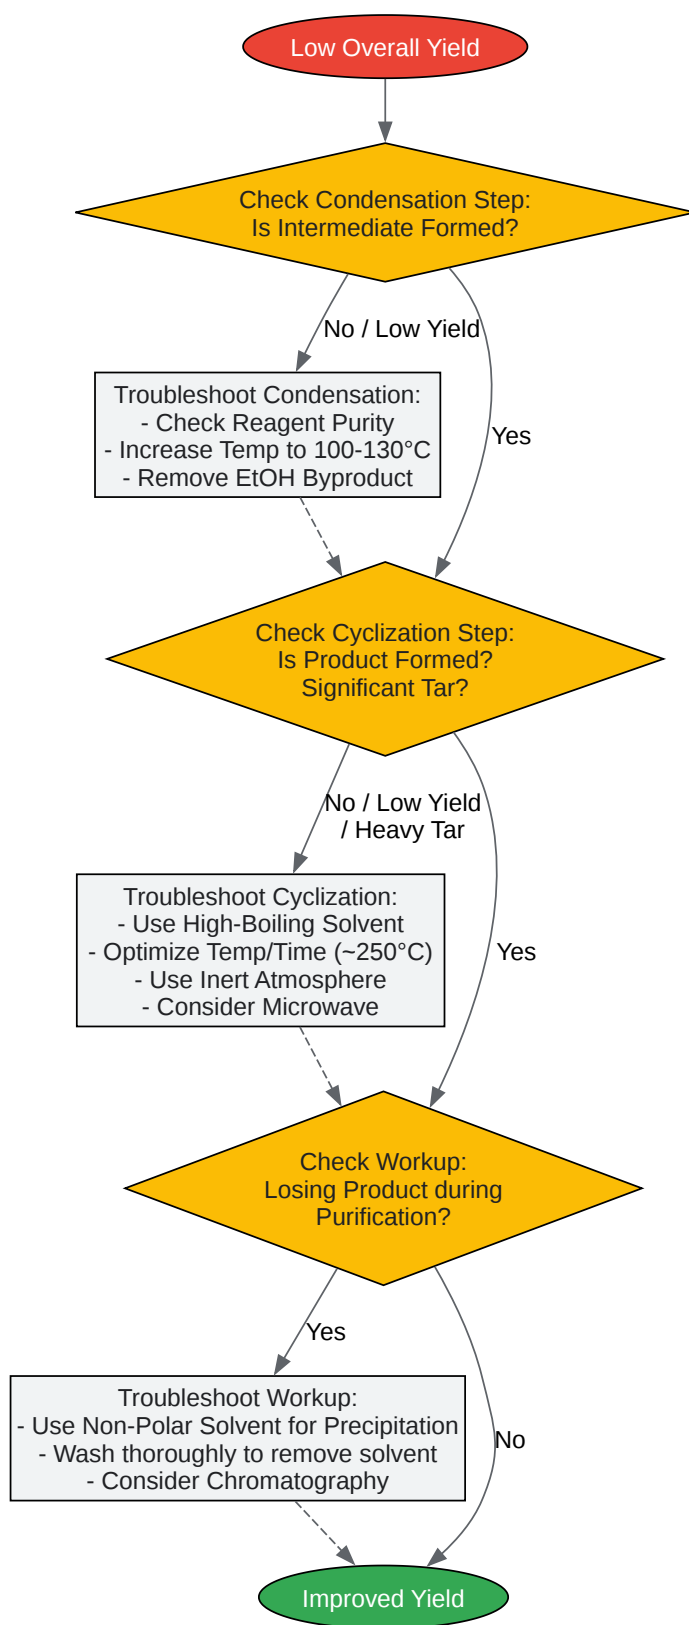 Low Overall Yield
Check Condensation Step:
Is Intermediate Formed?
No / Low Yield
Yes
Troubleshoot Condensation:
- Check Reagent Purity
- Increase Temp to 100-130°C
- Remove EtOH Byproduct
Check Cyclization Step:
Is Product Formed?
Significant Tar?
No / Low Yield
/ Heavy Tar
Yes
Troubleshoot Cyclization:
- Use High-Boiling Solvent
- Optimize Temp/Time (~250°C)
- Use Inert Atmosphere
- Consider Microwave
Check Workup:
Losing Product during
Purification?
Yes
No
Troubleshoot Workup:
- Use Non-Polar Solvent for Precipitation
- Wash thoroughly to remove solvent
- Consider Chromatography
Improved Yield